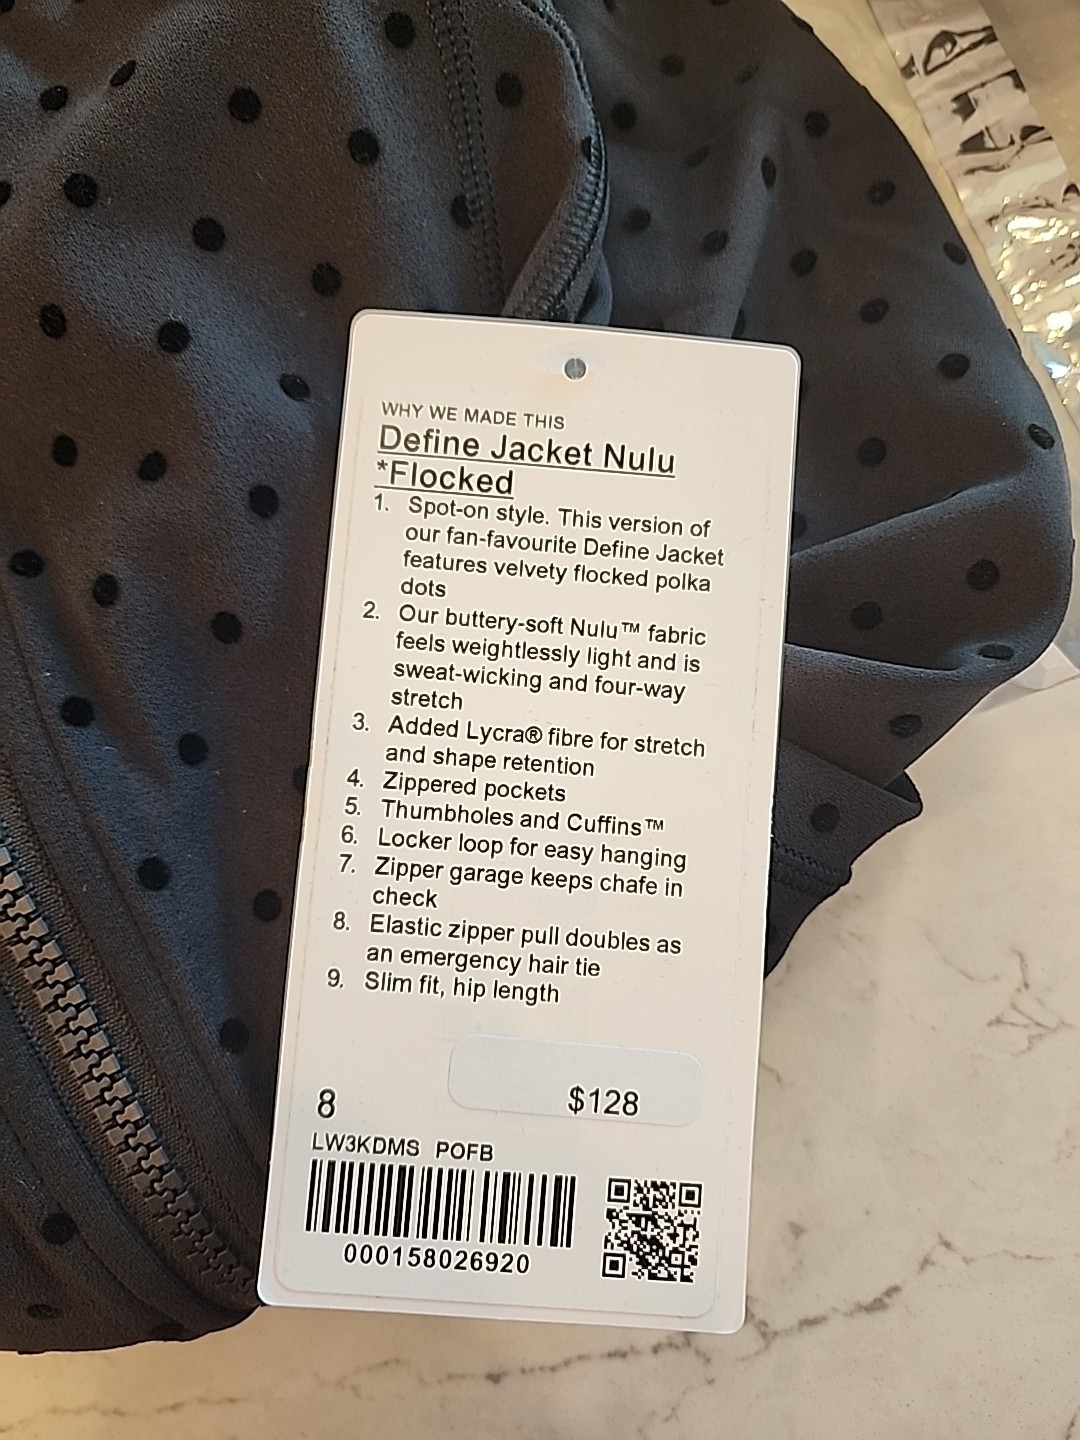 WHY WE MADE THIS
Define Jacket Nulu
*Flocked
1. Spot-on style. This version of
our fan-favourite Define Jacket
features velvety flocked polka
dots
2. Our buttery-soft Nulu™ fabric
feels weightlessly light and is
sweat-wicking and four-way
stretch
3. Added Lycra® fibre for stretch
and shape retention
4. Zippered pockets
5. Thumbholes and Cuffins™
6. Locker loop for easy hanging
7. Zipper garage keeps chafe in
check
8. Elastic zipper pull doubles as
an emergency hair tie
9. Slim fit, hip length
$128
8
LW3KDMS POFB
000158026920